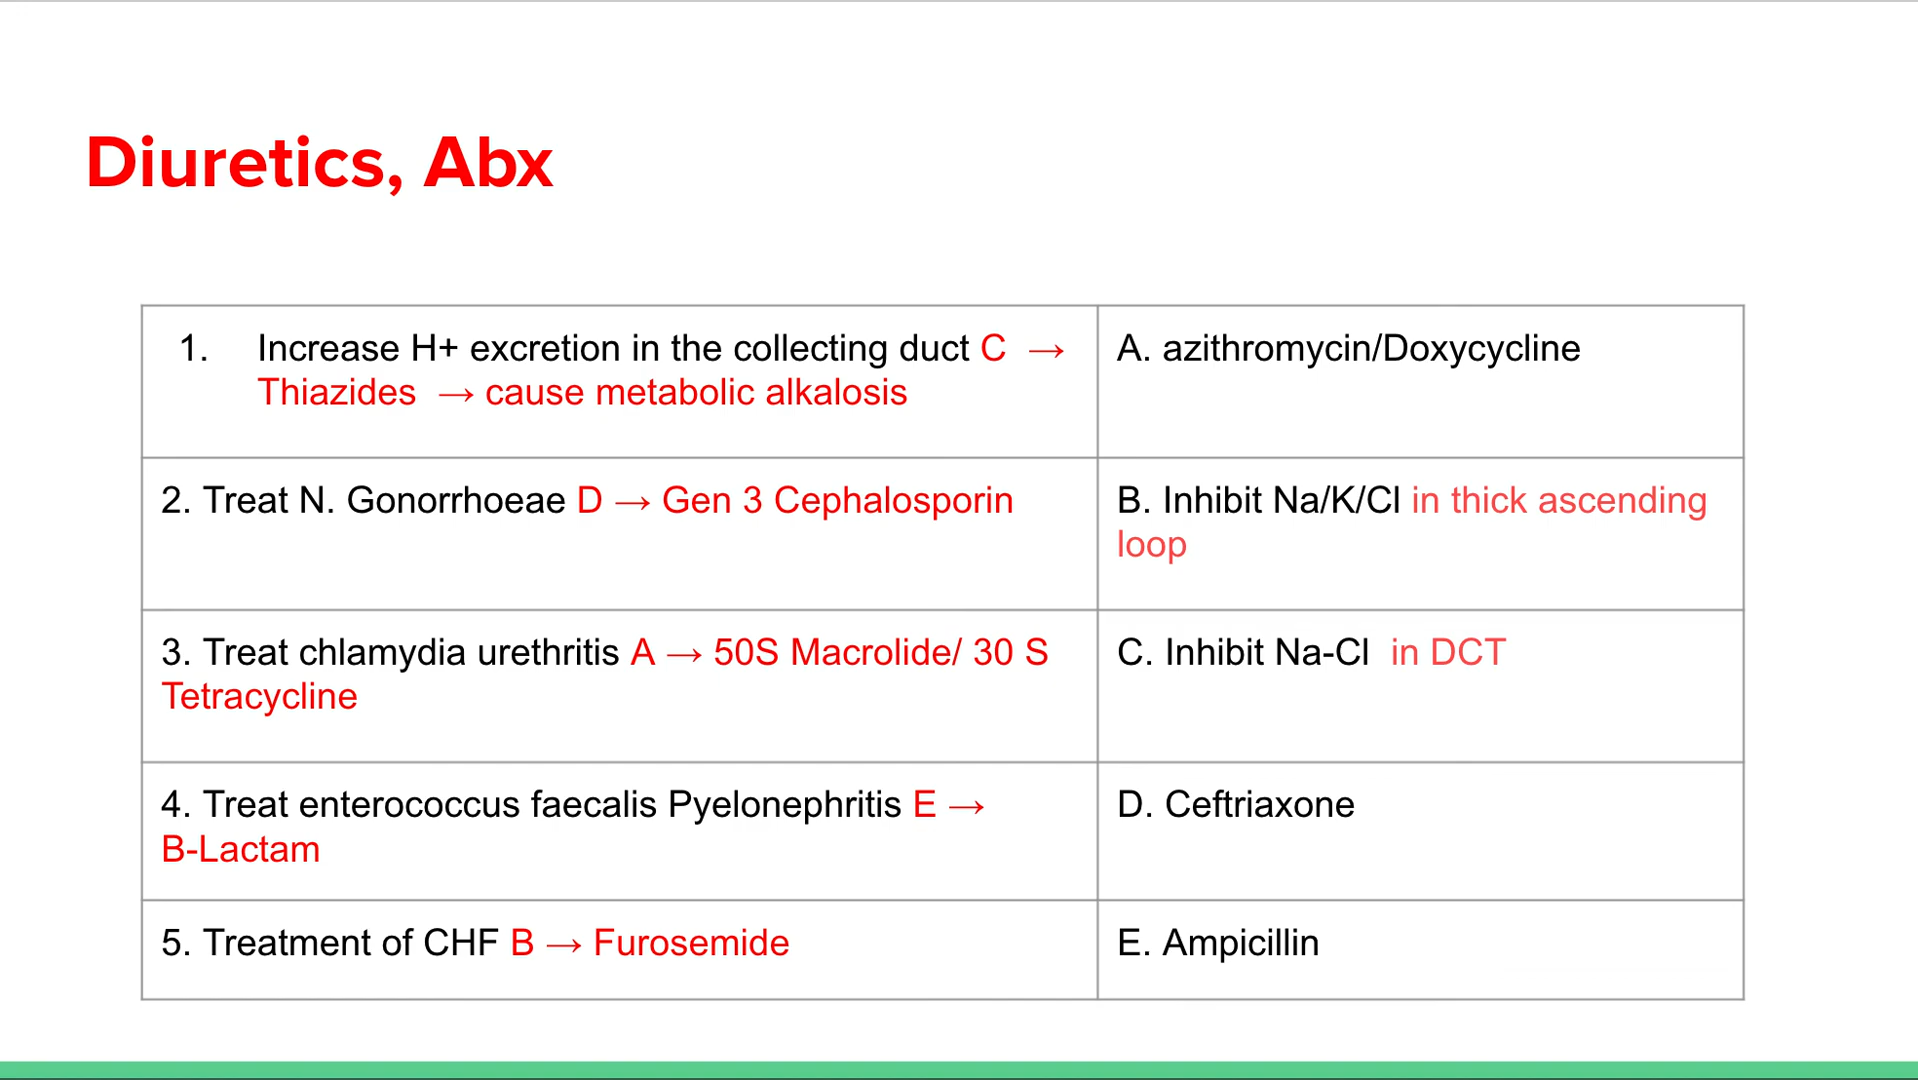 Diuretics, Abx
1. Increase H+ excretion in the collecting duct C →
Thiazides → cause metabolic alkalosis
A. azithromycin/Doxycycline
2. Treat N. Gonorrhoeae D → Gen 3 Cephalosporin
B. Inhibit Na/K/Cl in thick ascending
loop
3. Treat chlamydia urethritis A → 50S Macrolide/ 30 S
Tetracycline
C. Inhibit Na-Cl in DCT
4. Treat enterococcus faecalis Pyelonephritis E →
B-Lactam
D. Ceftriaxone
5. Treatment of CHF B → Furosemide
E. Ampicillin